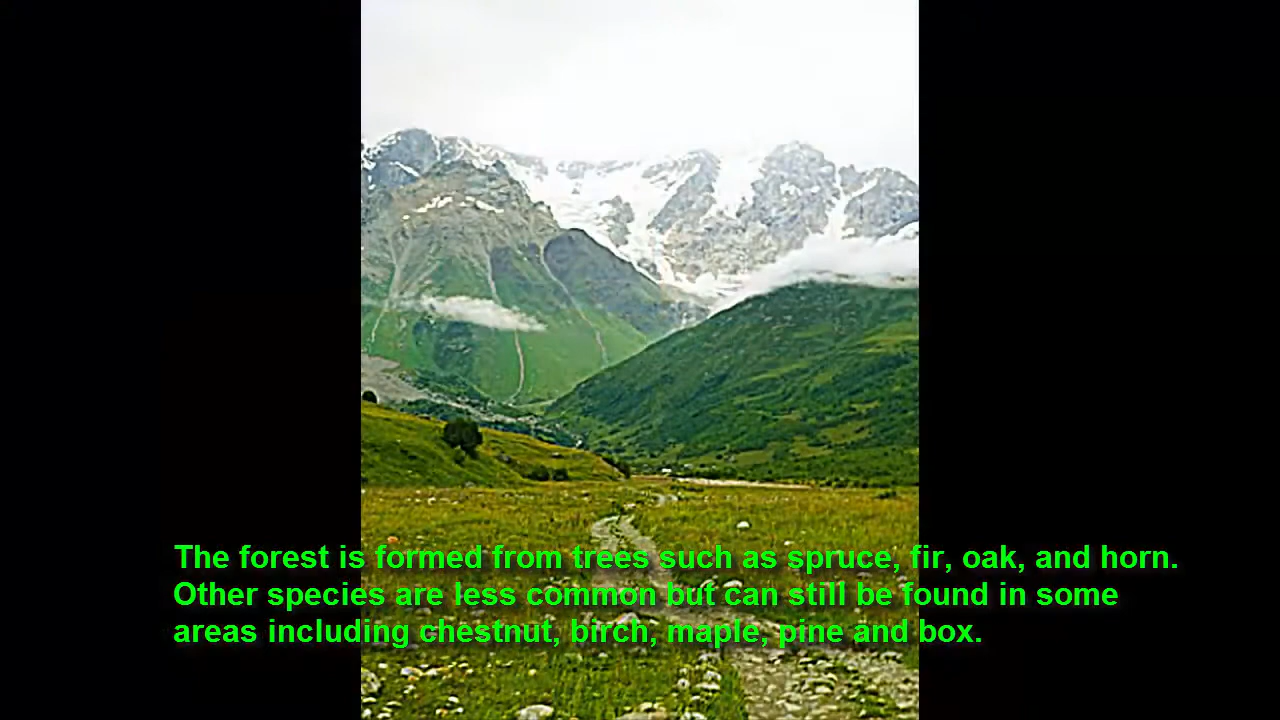 The forest is formed from trees such as spruce, fir, oak, and horn.
Other species are less common but can still be found in some
areas including chestnut, birch, maple, pine and box.